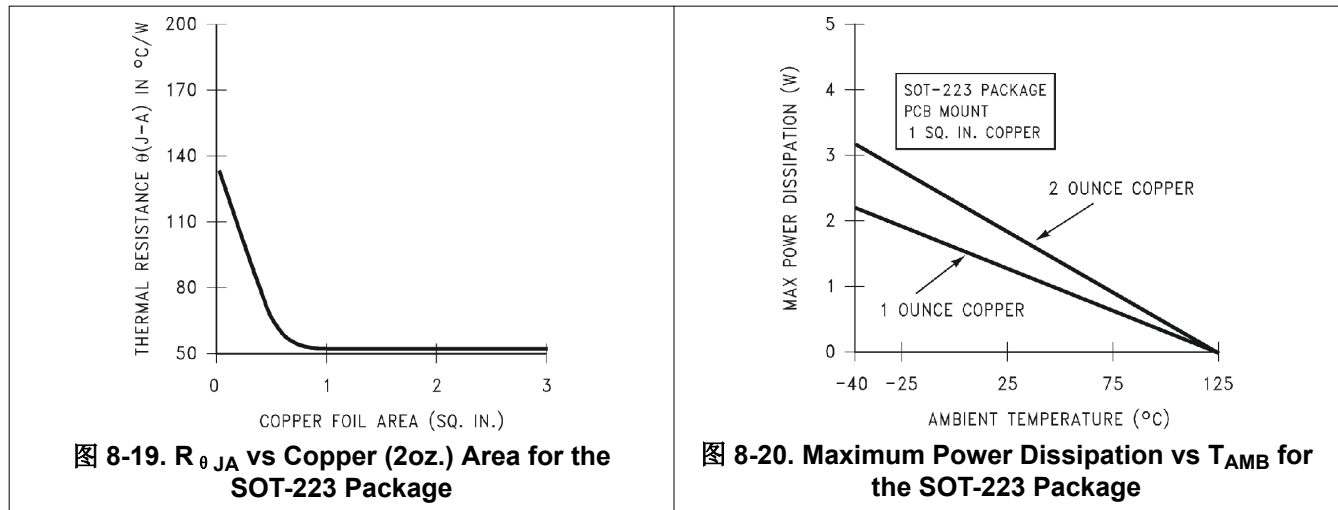 THERMAL RESISTANCE θ(J-A) IN °C/W
200
170
140
110
80
50
0
1
2
3
COPPER FOIL AREA (SQ. IN.)
图 8-19. RθJA vs Copper (2oz.) Area for the
SOT-223 Package
MAX POWER DISSIPATION (W)
5
4
3
2
1
0
SOT-223 PACKAGE
PCB MOUNT
1 SQ. IN. COPPER
2 OUNCE COPPER
1 OUNCE COPPER
-40
-25
25
75
125
AMBIENT TEMPERATURE (°C)
图 8-20. Maximum Power Dissipation vs TAMB for
the SOT-223 Package